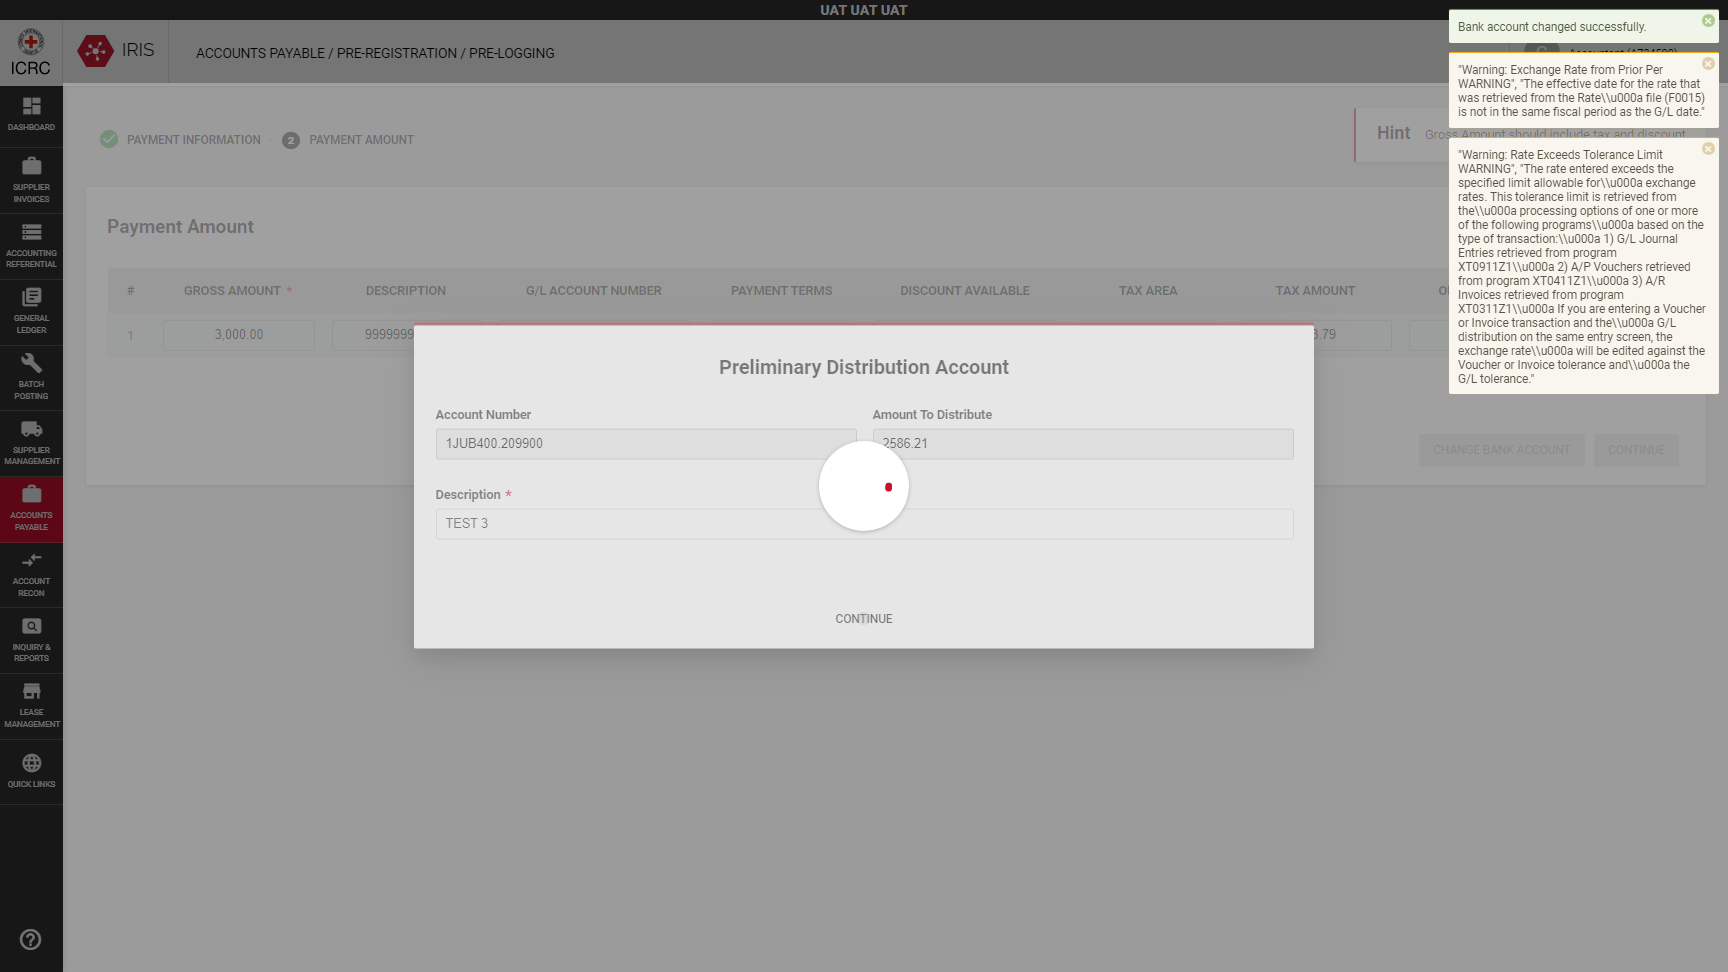 UAT UAT UAT
ICRC
IRIS
ACCOUNTS PAYABLE / PRE-REGISTRATION / PRE-LOGGING
Bank account changed successfully.
"Warning: Exchange Rate from Prior Per
WARNING", "The effective date for the rate that
was retrieved from the Rate\\u000a file (F0015)
is not in the same fiscal period as the G/L date."
"Warning: Rate Exceeds Tolerance Limit
WARNING", "The rate entered exceeds the
specified limit allowable for\\u000a exchange
rates. This tolerance limit is retrieved from
the\\u000a processing options of one or more
of the following programs\\u000a based on the
type of transaction:\\u000a 1) G/L Journal
Entries retrieved from program
XT0911Z1\\u000a 2) A/P Vouchers retrieved
from program XT0411Z1\\u000a 3) A/R
Invoices retrieved from program
XT0311Z1\\u000a If you are entering a Voucher
or Invoice transaction and the\\u000a G/L
distribution on the same entry screen, the
exchange rate\\u000a will be edited against the
Voucher or Invoice tolerance and\\u000a the
G/L tolerance."
DASHBOARD
SUPPLIER
INVOICES
ACCOUNTING
REFERENTIAL
GENERAL
LEDGER
BATCH
POSTING
SUPPLIER
MANAGEMENT
ACCOUNTS
PAYABLE
ACCOUNT
RECON
INQUIRY &
REPORTS
LEASE
MANAGEMENT
QUICK LINKS
PAYMENT INFORMATION
2 PAYMENT AMOUNT
Hint Gross Amount should include tax and discount
Payment Amount
# GROSS AMOUNT * DESCRIPTION G/L ACCOUNT NUMBER PAYMENT TERMS DISCOUNT AVAILABLE TAX AREA TAX AMOUNT
1 3,000.00 9999999 .79
CHANGE BANK ACCOUNT CONTINUE
Preliminary Distribution Account
Account Number Amount To Distribute
1JUB400.209900 2586.21
Description *
TEST 3
CONTINUE